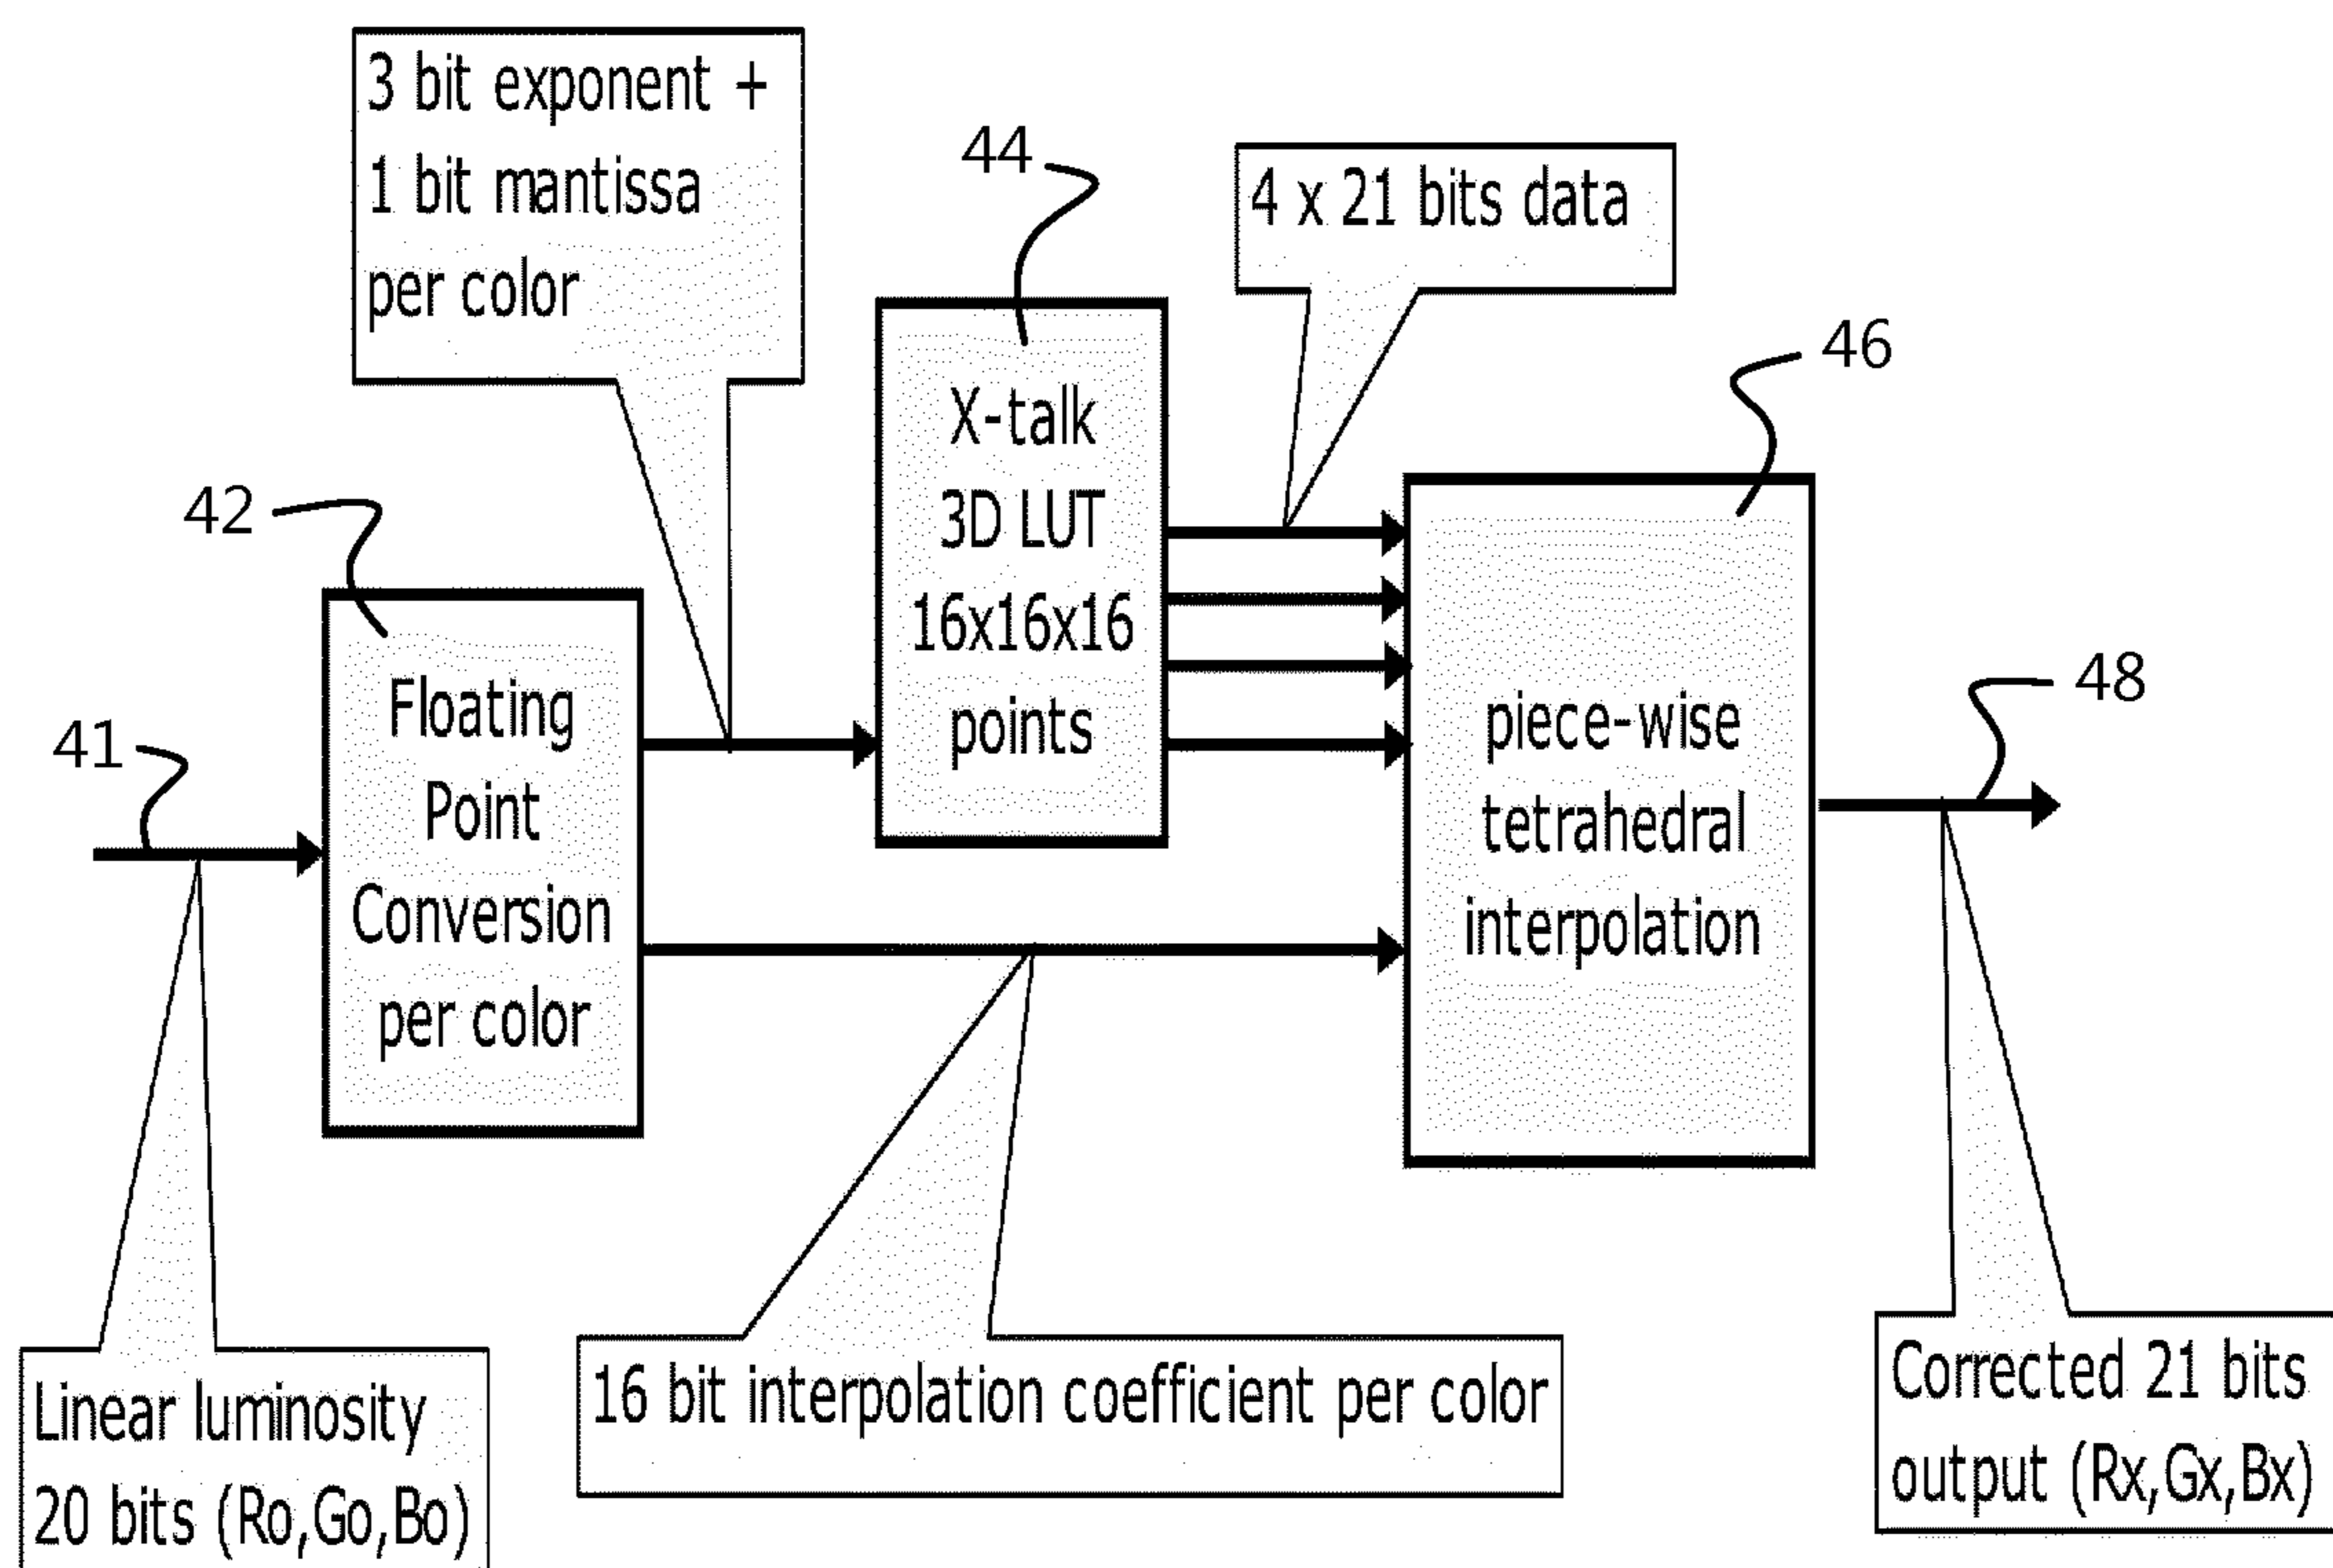 3 bit exponent +
1 bit mantissa
per color
44
4 x 21 bits data
46
42
X-talk
3D LUT
16x16x16
points
48
41
Floating
Point
Conversion
per color
piece-wise
tetrahedral
interpolation
Linear luminosity
20 bits (Ro,Go,Bo)
16 bit interpolation coefficient per color
Corrected 21 bits
output (Rx,Gx,Bx)